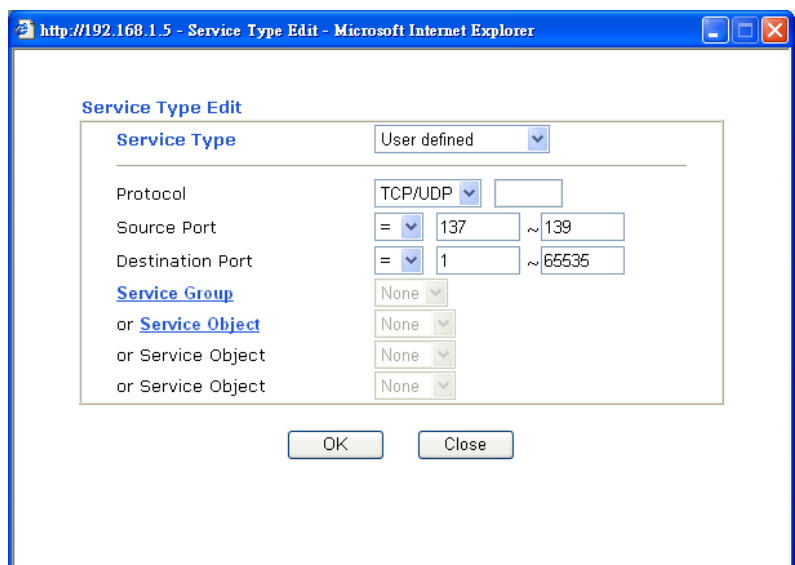 http://192.168.1.5 - Service Type Edit - Microsoft Internet Explorer
Service Type Edit
Service Type User defined
Protocol TCP/UDP
Source Port = 137 ~ 139
Destination Port = 1 ~ 65535
Service Group None
or Service Object None
or Service Object None
or Service Object None
OK Close